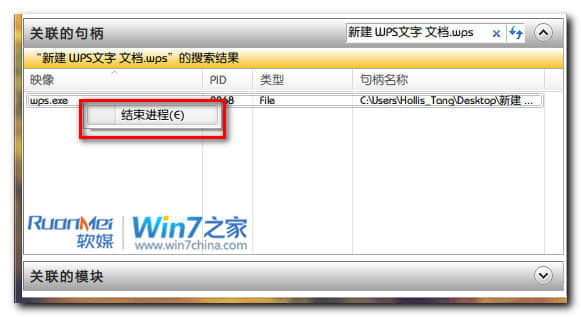 关联的句柄 新建 WPS文字 文档.wps
“新建 WPS文字 文档.wps”的搜索结果
映像 PID 类型 句柄名称
wps.exe File C:\Users\Hollis_Tang\Desktop\新建 ...
结束进程(E)
RuanMei 软媒 Win7之家
www.win7china.com
关联的模块